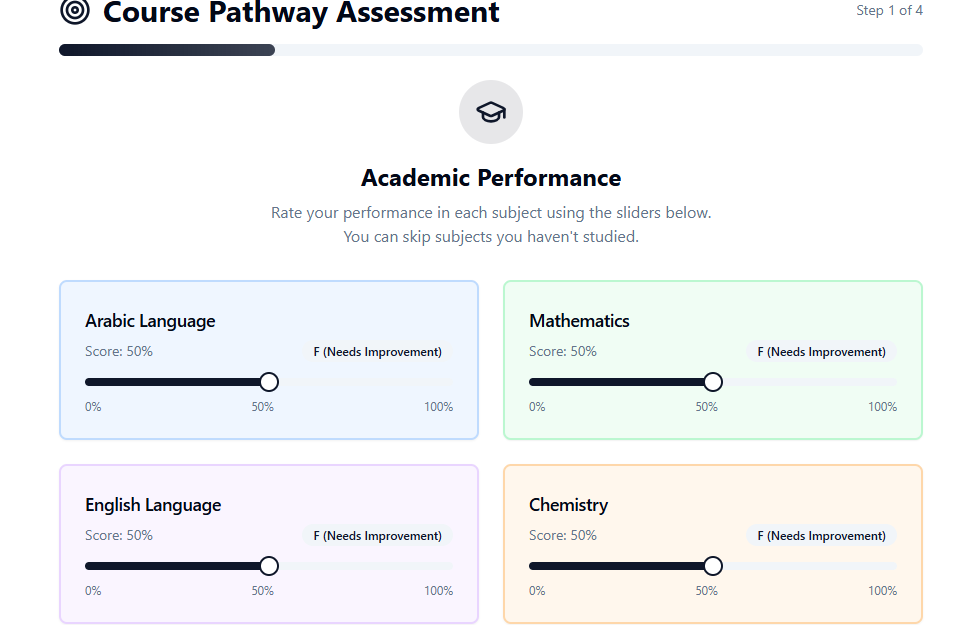 Course Pathway Assessment
Step 1 of 4
Academic Performance
Rate your performance in each subject using the sliders below.
You can skip subjects you haven't studied.
Arabic Language
Score: 50%
F (Needs Improvement)
0%
50%
100%
Mathematics
Score: 50%
F (Needs Improvement)
0%
50%
100%
English Language
Score: 50%
F (Needs Improvement)
0%
50%
100%
Chemistry
Score: 50%
F (Needs Improvement)
0%
50%
100%